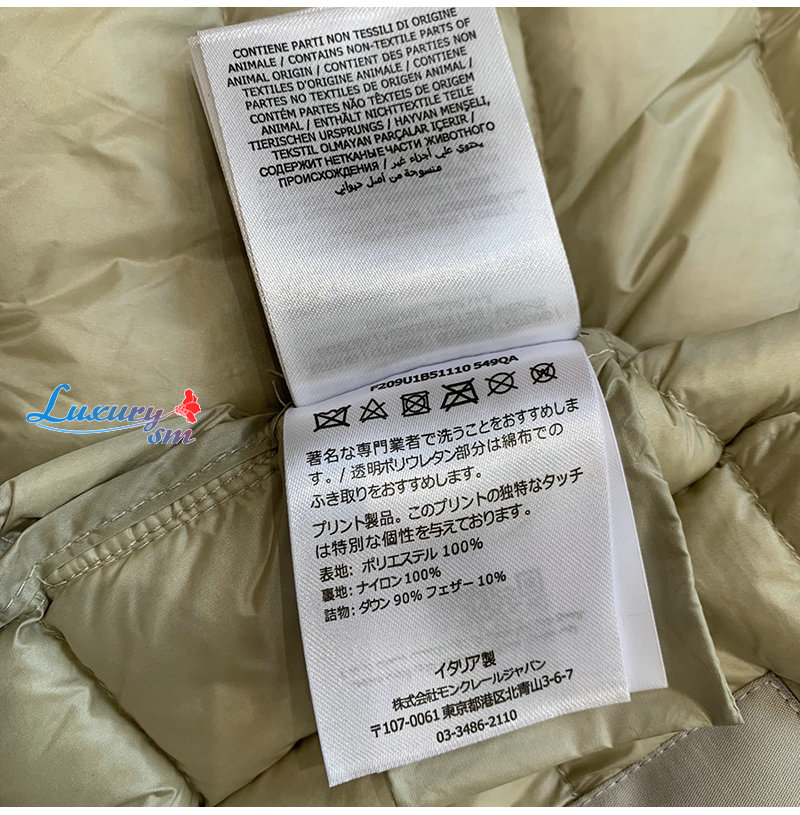 CONTIENE PARTI NON TESSILI DI ORIGINE
ANIMALE / CONTAINS NON-TEXTILE PARTS OF
ANIMAL ORIGIN / CONTIENT DES PARTIES NON
TEXTILES D'ORIGINE ANIMALE / CONTIENE
PARTES NO TEXTILES DE ORIGEN ANIMAL /
CONTÉM PARTES NÃO TÊXTEIS DE ORIGEM
ANIMAL / ENTHÄLT NICHTTEXTILE TEILE
TIERISCHEN URSPRUNGS / HAYVAN MENŞELİ,
TEKSTIL OLMAYAN PARÇALAR IÇERIR /
СОДЕРЖИТ НЕТКАНЫЕ ЧАСТИ ЖИВОТНОГО
ПРОИСХОЖДЕНИЯ / يحتوي على أجزاء غير
منسوجة من أصل حيواني
F209U1B51110 549QA
Luxury
sm
著名な専門業者で洗うことをおすすめしま
す。/ 透明ポリウレタン部分は綿布での
ふき取りをおすすめします。
プリント製品。このプリントの独特なタッチ
は特別な個性を与えております。
表地: ポリエステル 100%
裏地: ナイロン 100%
詰物: ダウン 90% フェザー 10%
イタリア製
株式会社モンクレールジャパン
〒107-0061 東京都港区北青山3-6-7
03-3486-2110